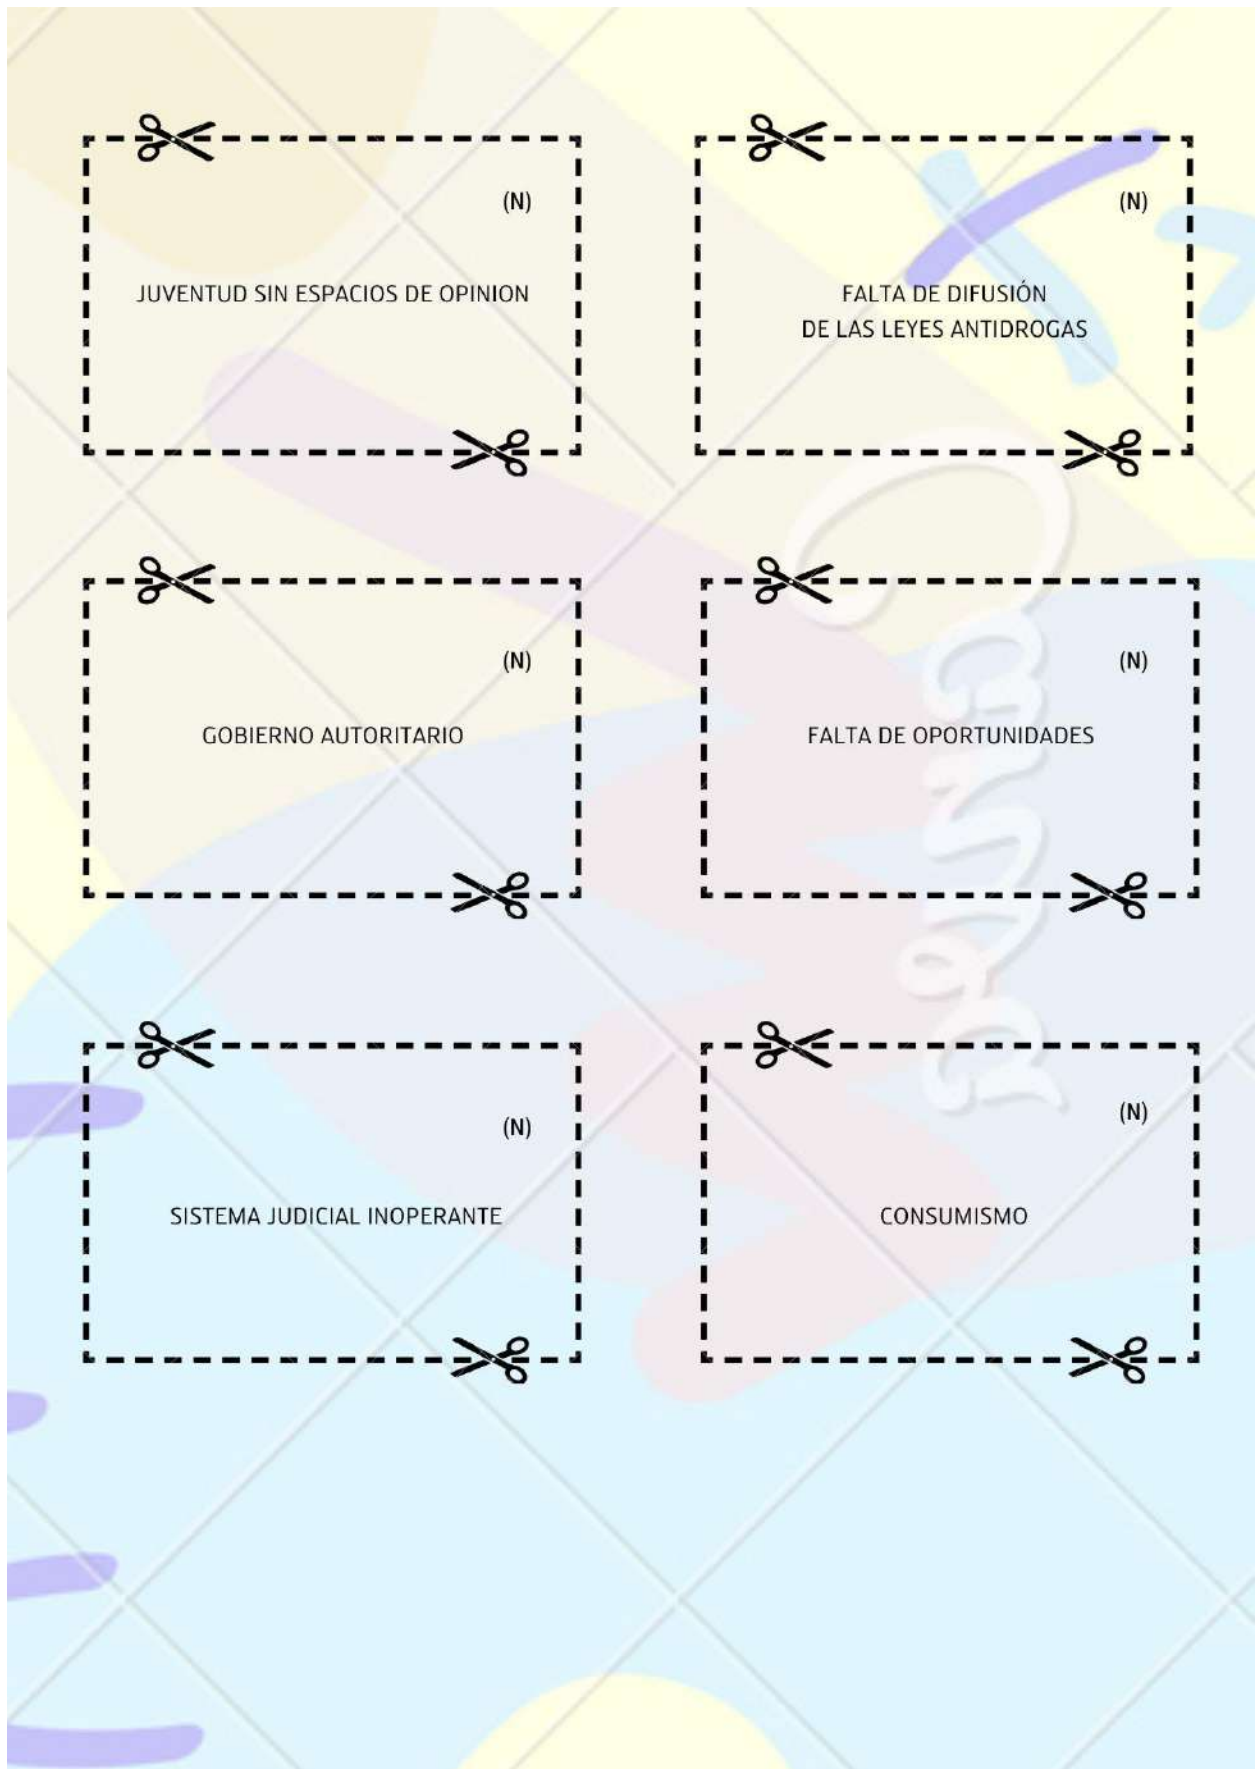 (N)
JUVENTUD SIN ESPACIOS DE OPINION
(N)
FALTA DE DIFUSIÓN
DE LAS LEYES ANTIDROGAS
(N)
GOBIERNO AUTORITARIO
(N)
FALTA DE OPORTUNIDADES
(N)
SISTEMA JUDICIAL INOPERANTE
(N)
CONSUMISMO
Canva